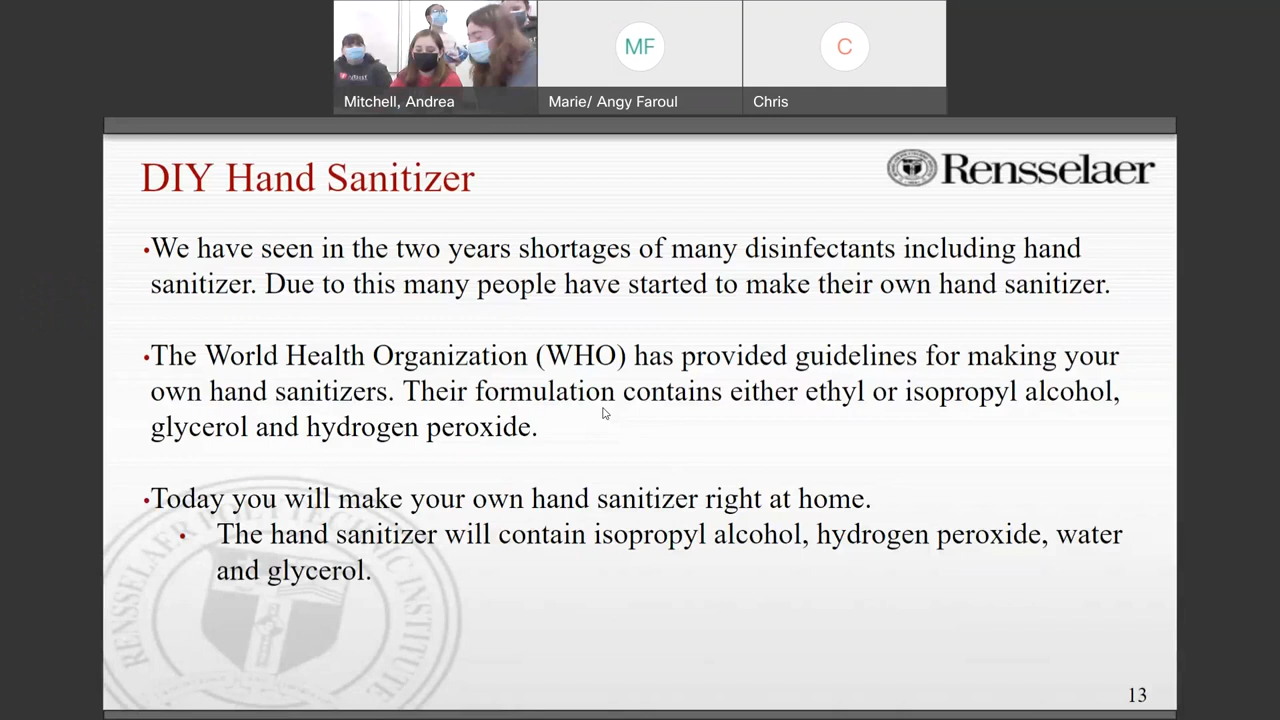 MF
C
Mitchell, Andrea
Marie/ Angy Faroul
Chris
DIY Hand Sanitizer
Rensselaer
•We have seen in the two years shortages of many disinfectants including hand
sanitizer. Due to this many people have started to make their own hand sanitizer.
•The World Health Organization (WHO) has provided guidelines for making your
own hand sanitizers. Their formulation contains either ethyl or isopropyl alcohol,
glycerol and hydrogen peroxide.
•Today you will make your own hand sanitizer right at home.
• The hand sanitizer will contain isopropyl alcohol, hydrogen peroxide, water
and glycerol.
RENSSELAER POLYTECHNIC INSTITUTE
13